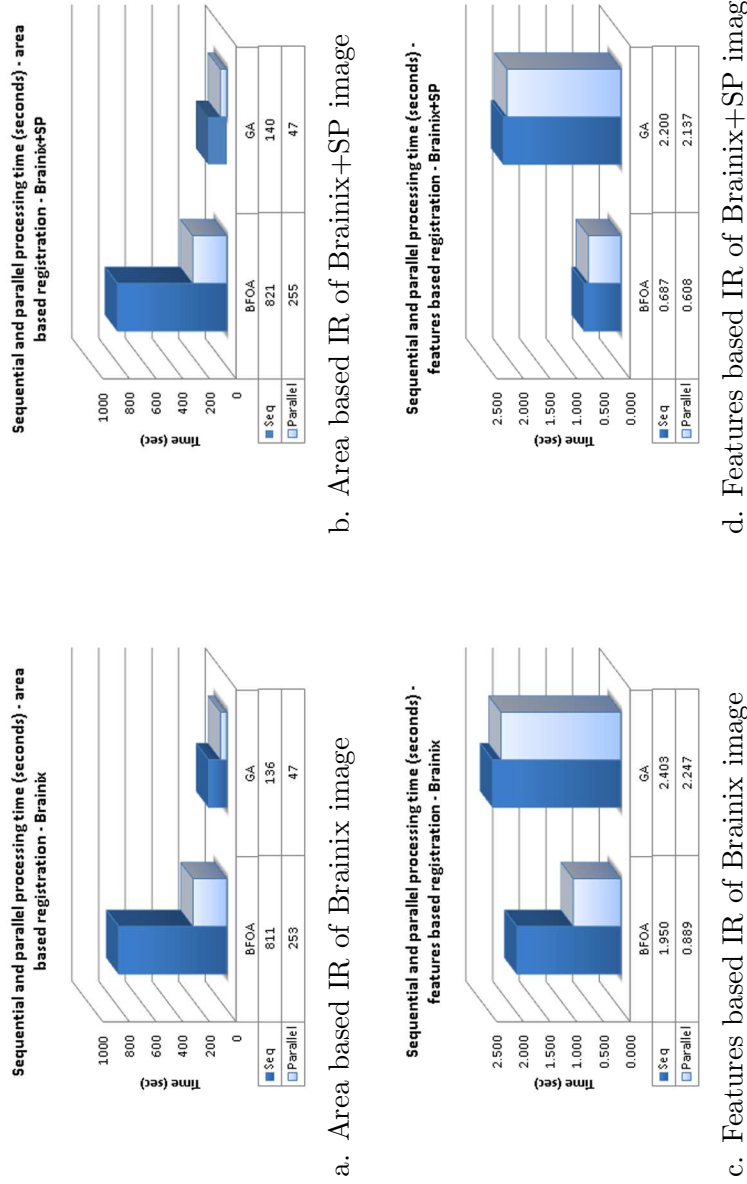 Sequential and parallel processing time (seconds) - area
based registration - Brainix
Time (sec)
1000
800
600
400
200
0
BFOA GA
Seq 811 136
Parallel 253 47
a. Area based IR of Brainix image
Sequential and parallel processing time (seconds) - area
based registration - Brainix+SP
Time (sec)
1000
800
600
400
200
0
BFOA GA
Seq 821 140
Parallel 255 47
b. Area based IR of Brainix+SP image
Sequential and parallel processing time (seconds) -
features based registration - Brainix
Time (sec)
2.500
2.000
1.500
1.000
0.500
0.000
BFOA GA
Seq 1.950 2.403
Parallel 0.889 2.247
c. Features based IR of Brainix image
Sequential and parallel processing time (seconds) -
features based registration - Brainix+SP
Time (sec)
2.500
2.000
1.500
1.000
0.500
0.000
BFOA GA
Seq 0.687 2.200
Parallel 0.608 2.137
d. Features based IR of Brainix+SP imag